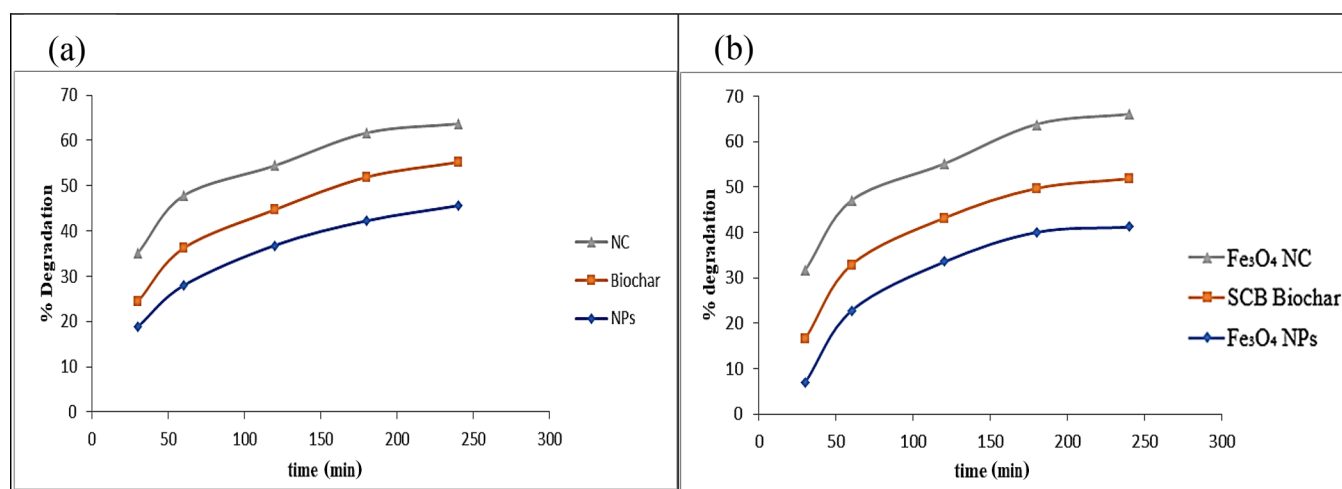 (a)
70
60
50
40
30
20
10
0
% Degradation
0 50 100 150 200 250 300
time (min)
NC
Biochar
NPs
(b)
70
60
50
40
30
20
10
0
% degradation
0 50 100 150 200 250 300
time (min)
Fe₃O₄ NC
SCB Biochar
Fe₃O₄ NPs